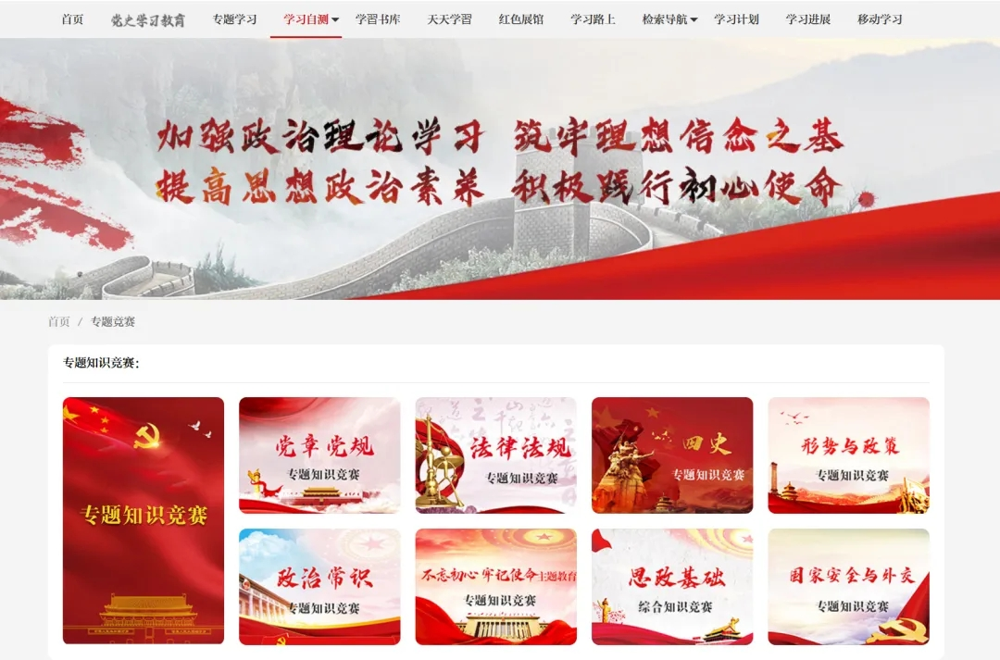 首页 党史学习教育 专题学习 学习自测 学習书库 天天学習 红色展馆 学习路上 检索导航 学习计划 学习进展 移动学习
加强政治理论学习 筑牢理想信念之基
提高思想政治素养 积极践行初心使命
首页 / 专题竞赛
专题知识竞赛：
专题知识竞赛
党章党规
专题知识竞赛
法律法规
专题知识竞赛
四史
专题知识竞赛
形势与政策
专题知识竞赛
政治常识
专题知识竞赛
不忘初心 牢记使命主题教育
专题知识竞赛
思政基础
综合知识竞赛
国家安全与外交
专题知识竞赛